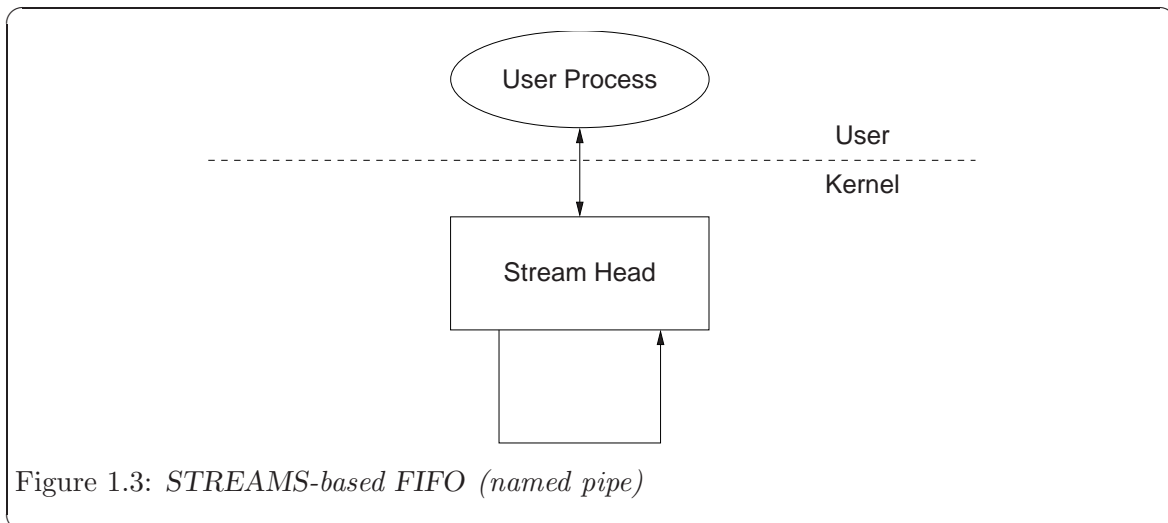 User Process
User
Kernel
Stream Head
Figure 1.3: STREAMS-based FIFO (named pipe)